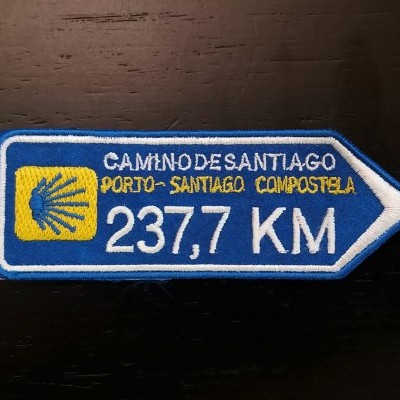 CAMINO DE SANTIAGO
PORTO- SANTIAGO COMPOSTELA
237,7 KM